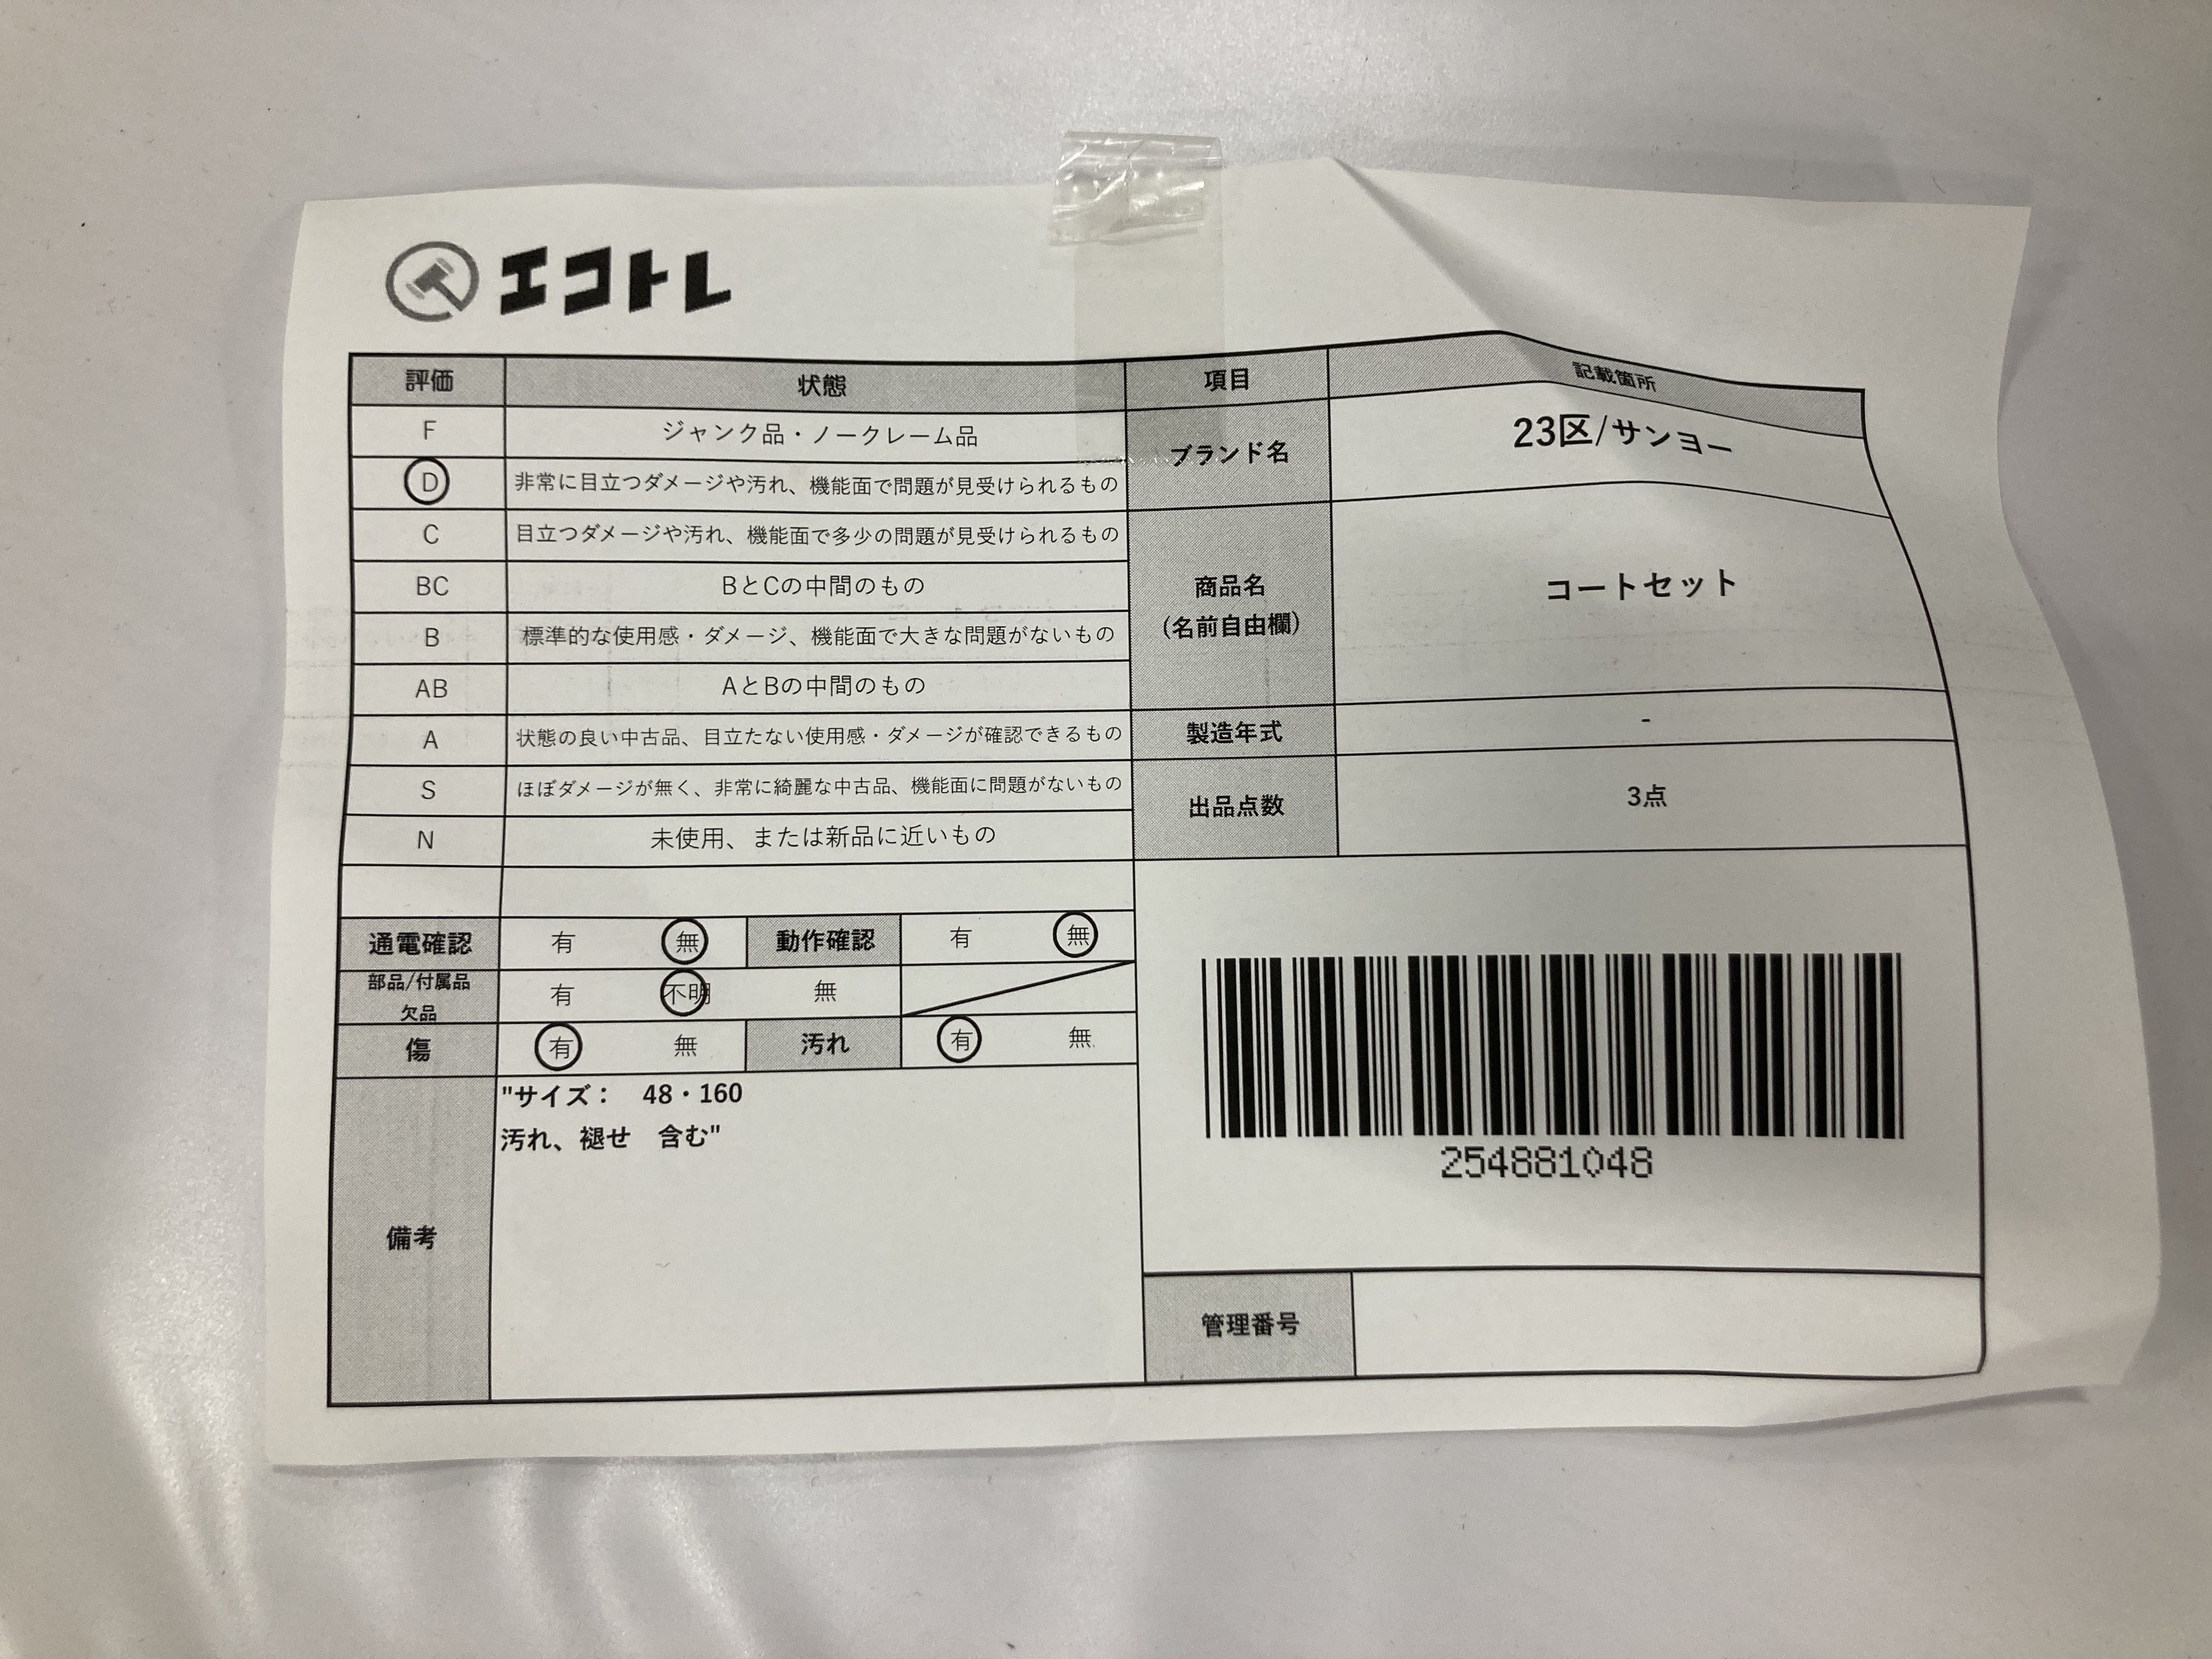 エコトレ
評価 状態 項目 記載箇所
F ジャンク品・ノークレーム品
D 非常に目立つダメージや汚れ、機能面で問題が見受けられるもの
ブランド名 23区/サンヨー
C 目立つダメージや汚れ、機能面で多少の問題が見受けられるもの
BC BとCの中間のもの
商品名
(名前自由欄)
コートセット
B 標準的な使用感・ダメージ、機能面で大きな問題がないもの
AB AとBの中間のもの
A 状態の良い中古品、目立たない使用感・ダメージが確認できるもの
製造年式 -
S ほぼダメージが無く、非常に綺麗な中古品、機能面に問題がないもの
出品点数 3点
N 未使用、または新品に近いもの
通電確認 有 無 動作確認 有 無
部品/付属品
欠品
有 不明 無
傷 有 無 汚れ 有 無
備考
"サイズ： 48・160
汚れ、褪せ 含む"
254881048
管理番号